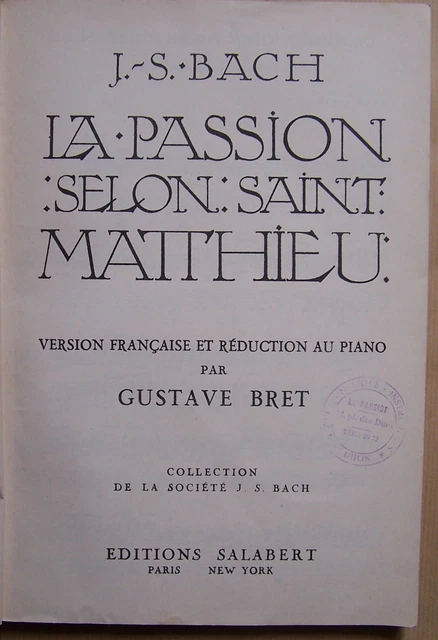 J.-S.·BACH
LA·PASSION
:SELON:SAINT:
MATTHIEU:
VERSION FRANÇAISE ET RÉDUCTION AU PIANO
PAR
GUSTAVE BRET
COLLECTION
DE LA SOCIÉTÉ J. S. BACH
EDITIONS SALABERT
PARIS NEW YORK
DIJON